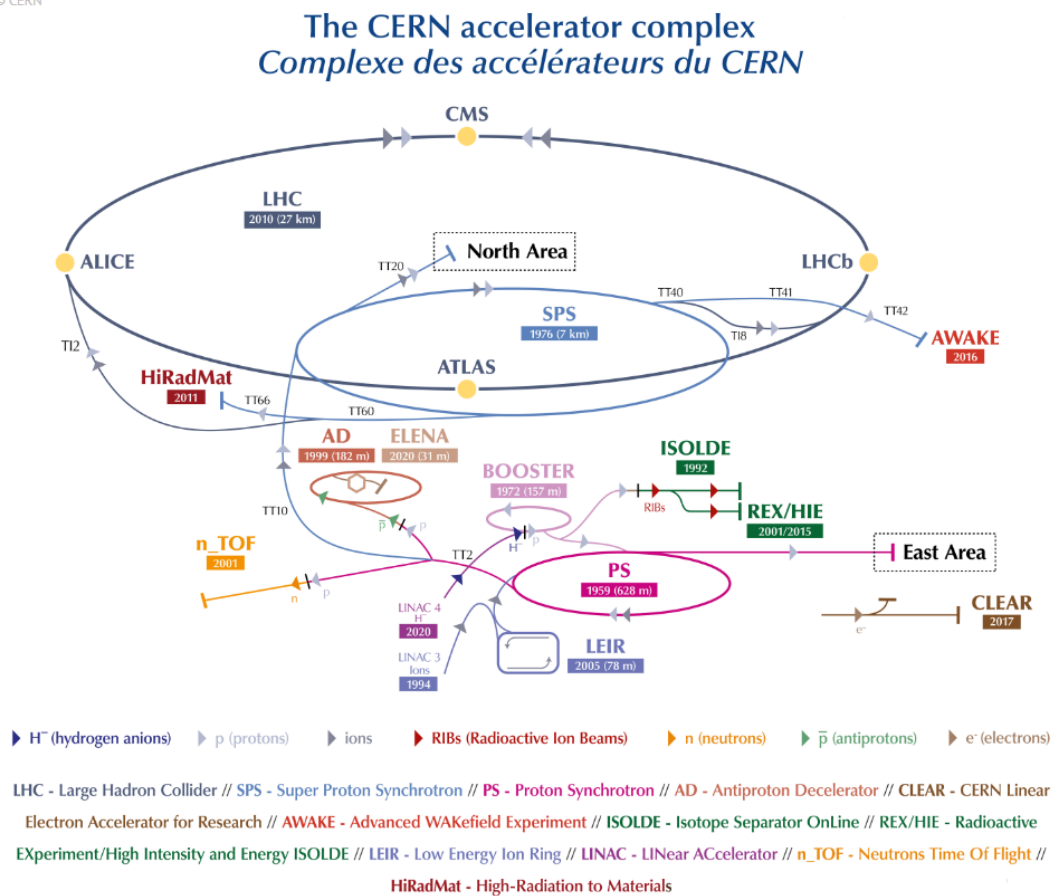 © CERN
The CERN accelerator complex
Complexe des accélérateurs du CERN
CMS
LHC
2010 (27 km)
North Area
TT20
ALICE
LHCb
TT40
TT41
TT42
SPS
1976 (7 km)
TI8
AWAKE
2016
TI2
ATLAS
HiRadMat
2011
TT66
TT60
AD
1999 (182 m)
ELENA
2020 (31 m)
ISOLDE
1992
BOOSTER
1972 (157 m)
RIBs
REX/HIE
2001/2015
TT10
p̅
p
H⁻
p
n_TOF
2001
TT2
East Area
PS
1959 (628 m)
n
p
LINAC 4
H⁻
2020
CLEAR
2017
e⁻
LINAC 3
Ions
1994
LEIR
2005 (78 m)
H⁻ (hydrogen anions)
p (protons)
ions
RIBs (Radioactive Ion Beams)
n (neutrons)
p̅ (antiprotons)
e⁻ (electrons)
LHC - Large Hadron Collider // SPS - Super Proton Synchrotron // PS - Proton Synchrotron // AD - Antiproton Decelerator // CLEAR - CERN Linear
Electron Accelerator for Research // AWAKE - Advanced WAKefield Experiment // ISOLDE - Isotope Separator OnLine // REX/HIE - Radioactive
EXperiment/High Intensity and Energy ISOLDE // LEIR - Low Energy Ion Ring // LINAC - LINear ACcelerator // n_TOF - Neutrons Time Of Flight //
HiRadMat - High-Radiation to Materials